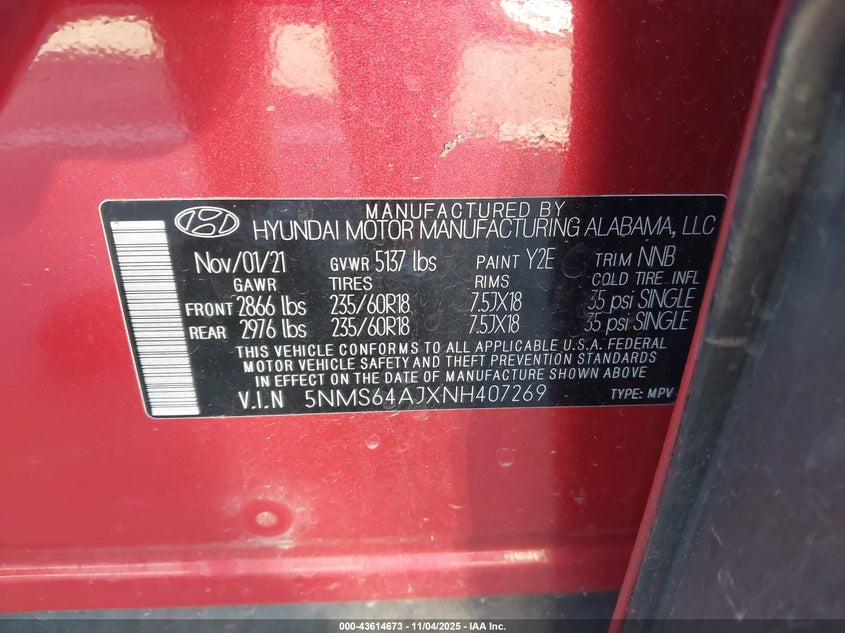 MANUFACTURED BY
HYUNDAI MOTOR MANUFACTURING ALABAMA, LLC
Nov/01/21 GVWR 5137 lbs PAINT Y2E TRIM NNB
GAWR TIRES RIMS COLD TIRE INFL
FRONT 2866 lbs 235/60R18 7.5JX18 35 psi SINGLE
REAR 2976 lbs 235/60R18 7.5JX18 35 psi SINGLE
THIS VEHICLE CONFORMS TO ALL APPLICABLE U.S.A. FEDERAL
MOTOR VEHICLE SAFETY AND THEFT PREVENTION STANDARDS
IN EFFECT ON THE DATE OF MANUFACTURE SHOWN ABOVE.
V.I.N 5NMS64AJXNH407269 TYPE: MPV
000-43614673 - 11/04/2025 - IAA Inc.